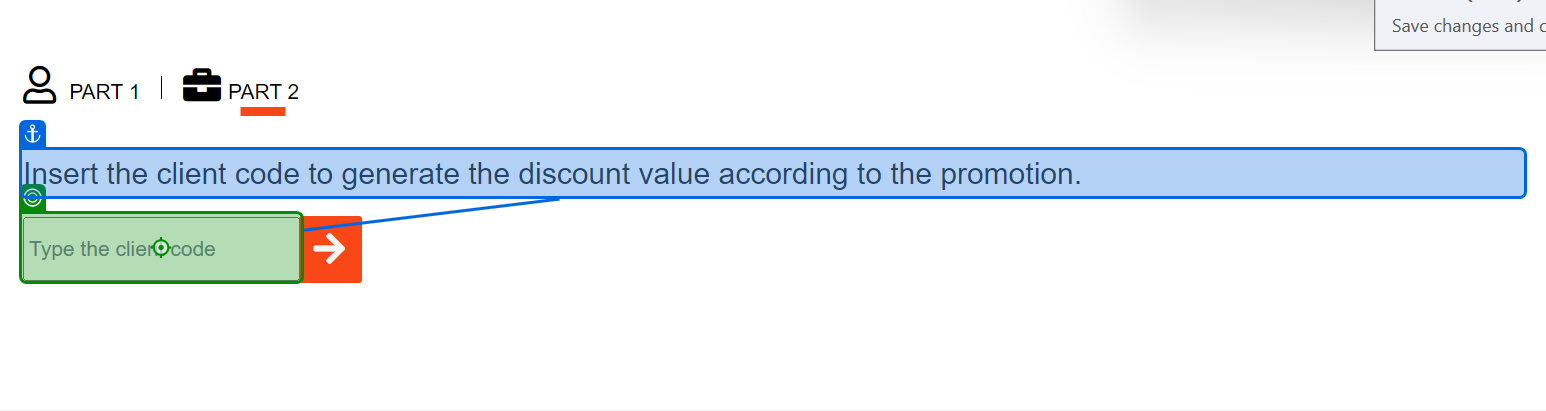 Save changes and
PART 1 | PART 2
Insert the client code to generate the discount value according to the promotion.
Type the client code